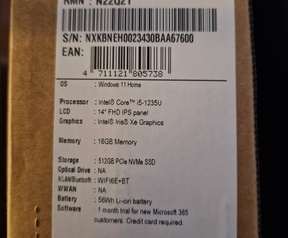 RMN : N22Q21
S/N: NXKBNEH0023430BAA67600
EAN:
4 711121 805738
OS : Windows 11 Home
Processor : Intel® Core™ i5-1235U
LCD : 14" FHD IPS panel
Graphics : Intel® Iris® Xe Graphics
Memory : 16GB Memory
Storage : 512GB PCIe NVMe SSD
Optical Drive : NA
WLAN/Bluetooth : WiFi6E+BT
WWAN : NA
Battery : 56Wh Li-ion battery
Software : 1 month trial for new Microsoft 365
customers. Credit card required.